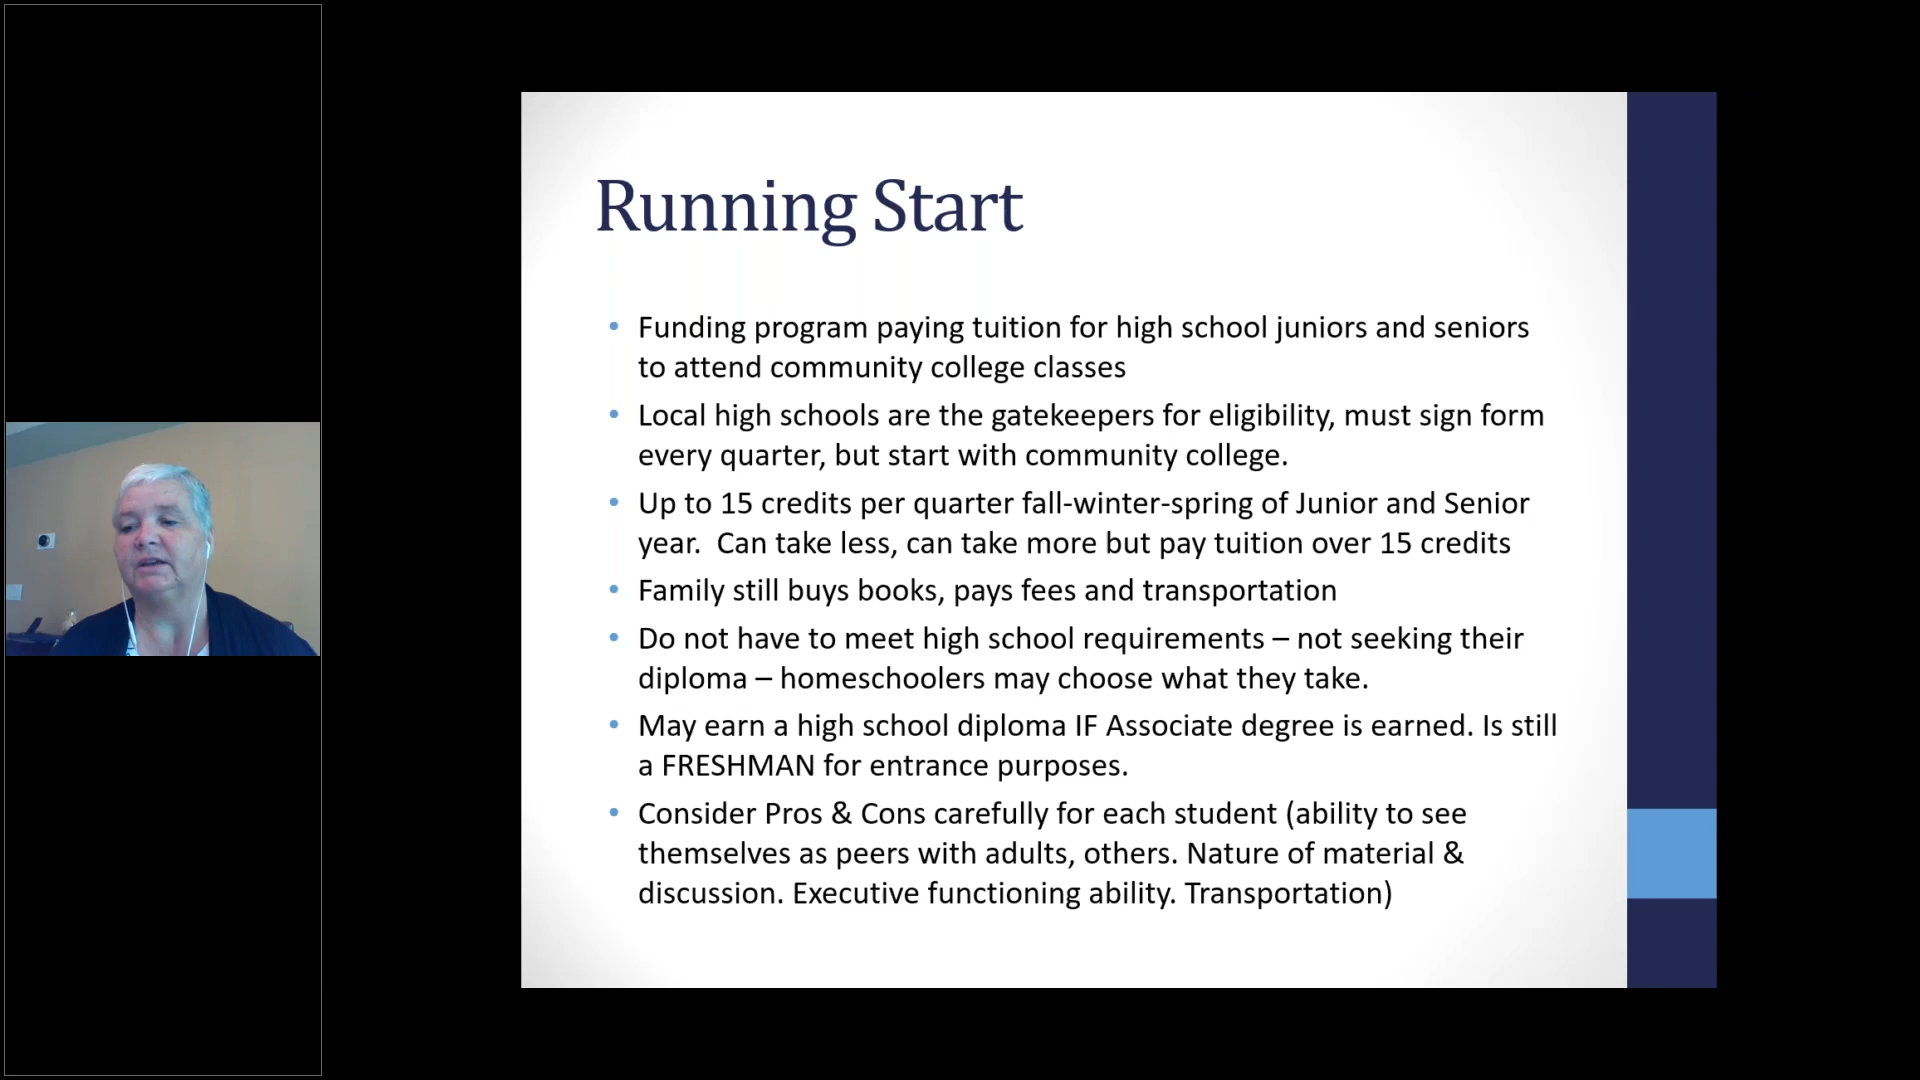 Running Start
• Funding program paying tuition for high school juniors and seniors
to attend community college classes
• Local high schools are the gatekeepers for eligibility, must sign form
every quarter, but start with community college.
• Up to 15 credits per quarter fall-winter-spring of Junior and Senior
year.  Can take less, can take more but pay tuition over 15 credits
• Family still buys books, pays fees and transportation
• Do not have to meet high school requirements – not seeking their
diploma – homeschoolers may choose what they take.
• May earn a high school diploma IF Associate degree is earned. Is still
a FRESHMAN for entrance purposes.
• Consider Pros & Cons carefully for each student (ability to see
themselves as peers with adults, others. Nature of material &
discussion. Executive functioning ability. Transportation)